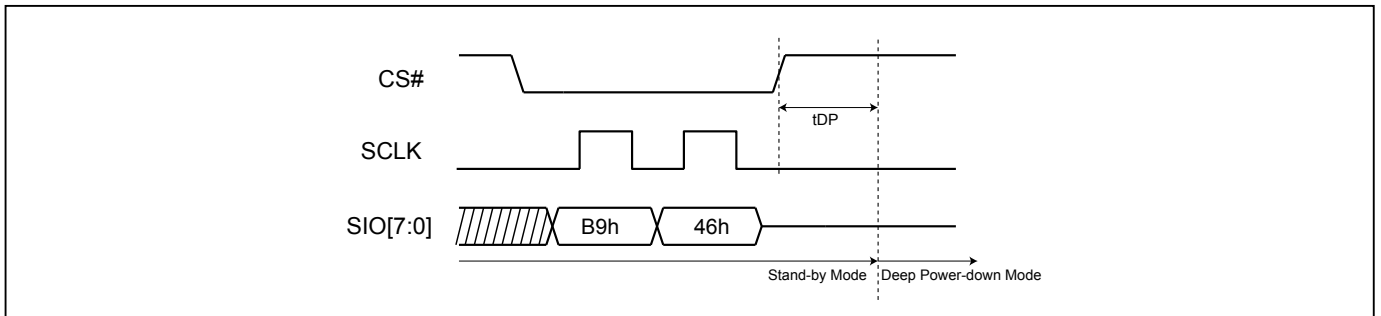 CS#
tDP
SCLK
SIO[7:0]
B9h
46h
Stand-by Mode
Deep Power-down Mode